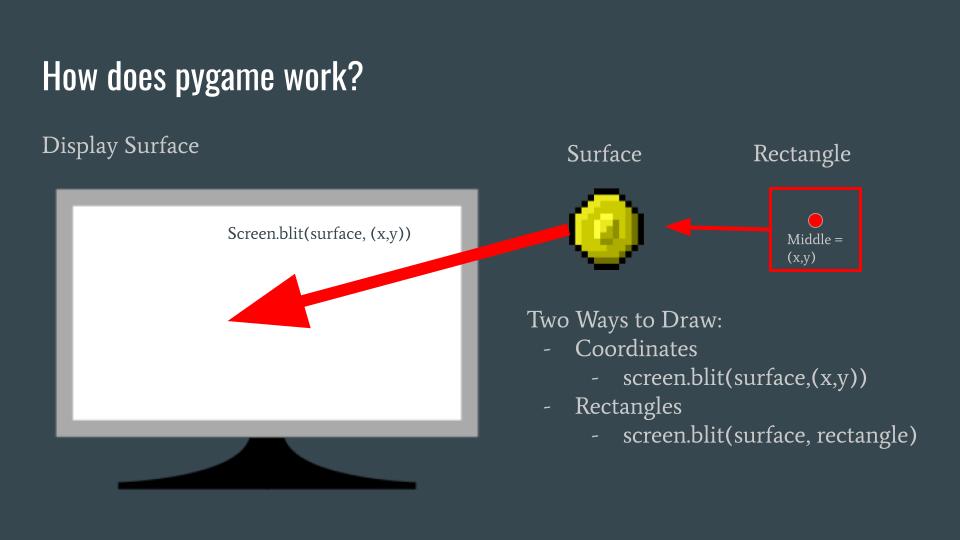 How does pygame work?
Display Surface
Surface
Rectangle
Screen.blit(surface, (x,y))
Middle =
(x,y)
Two Ways to Draw:
- Coordinates
- screen.blit(surface,(x,y))
- Rectangles
- screen.blit(surface, rectangle)